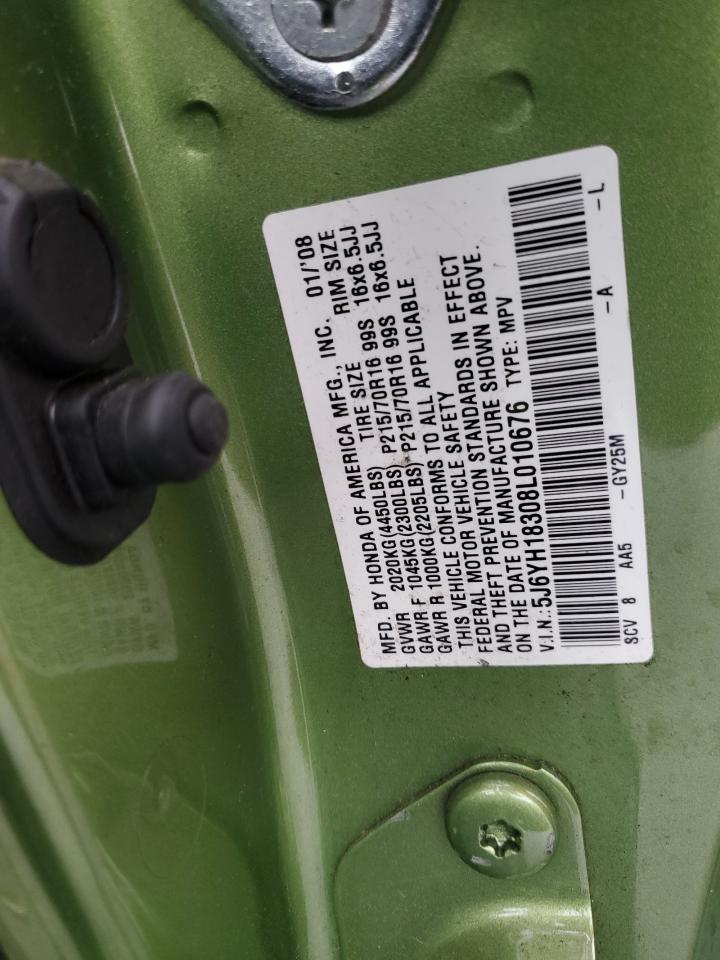 MFD. BY HONDA OF AMERICA MFG., INC. 01/'08
2020KG(4450LBS) TIRE SIZE RIM SIZE
GVWR
GAWR F 1045KG(2300LBS) P215/70R16 99S 16x6.5JJ
GAWR R 1000KG(2205LBS) P215/70R16 99S 16x6.5JJ
THIS VEHICLE CONFORMS TO ALL APPLICABLE
FEDERAL MOTOR VEHICLE SAFETY
AND THEFT PREVENTION STANDARDS IN EFFECT
ON THE DATE OF MANUFACTURE SHOWN ABOVE.
V.I.N.:5J6YH18308L010676 TYPE: MPV
SCV 8 AA5 -GY25M -A -L